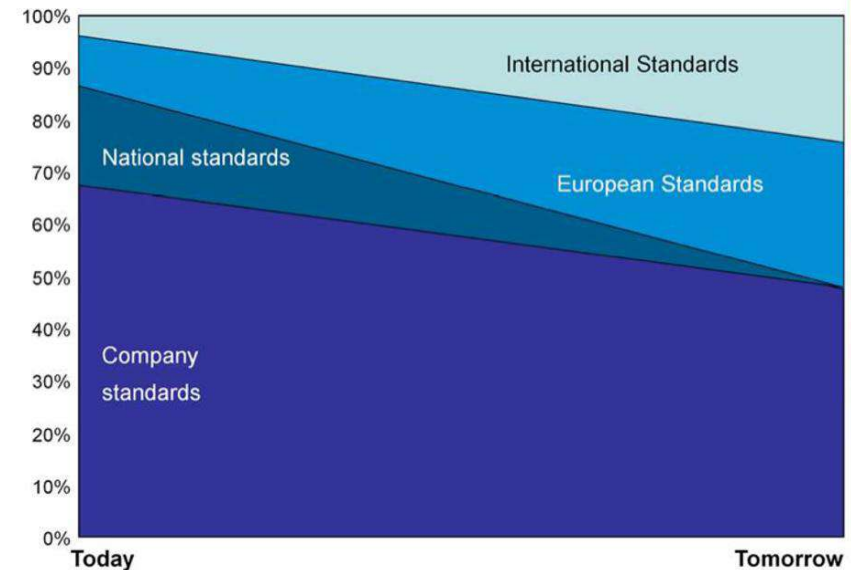 100%
90%
80%
70%
60%
50%
40%
30%
20%
10%
0%
International Standards
National standards
European Standards
Company
standards
Today
Tomorrow